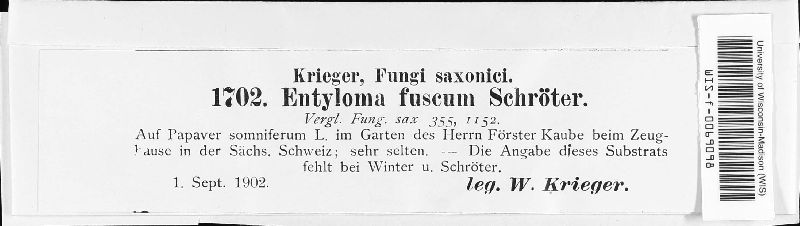 Krieger, Fungi saxonici.
1702. Entyloma fuscum Schröter.
Vergl. Fung. sax 355, 1152.
Auf Papaver somniferum L. im Garten des Herrn Förster Kaube beim Zeug-
hause in der Sächs. Schweiz; sehr selten. — Die Angabe dieses Substrats
fehlt bei Winter u. Schröter.
1. Sept. 1902.
leg. W. Krieger.
University of Wisconsin-Madison (WIS)
WIS-f-0096098